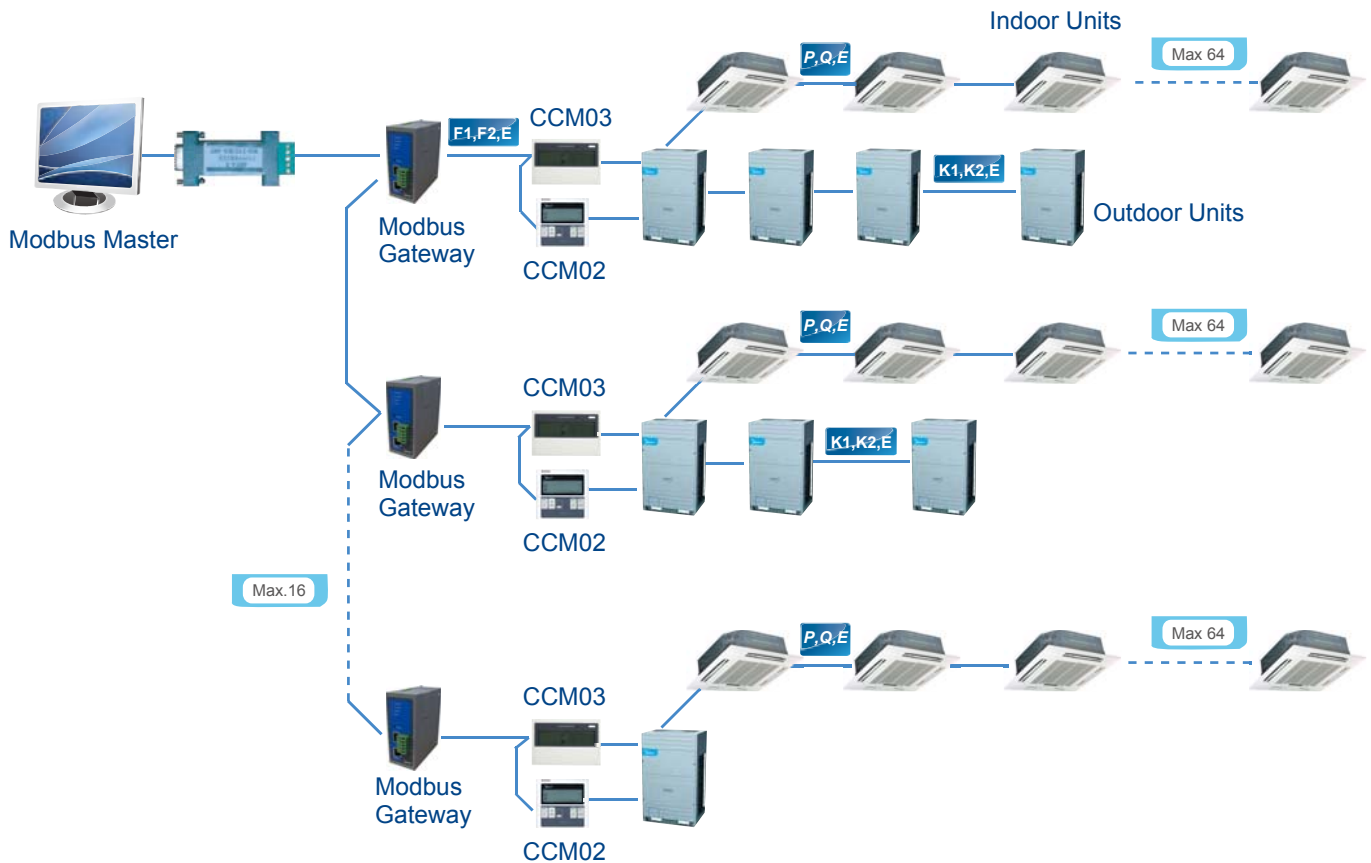 Indoor Units
P,Q,E
Max 64
CCM03
F1,F2,E
K1,K2,E
Modbus Master
Modbus
Gateway
Outdoor Units
CCM02
P,Q,E
Max 64
CCM03
K1,K2,E
Modbus
Gateway
CCM02
Max.16
P,Q,E
Max 64
CCM03
Modbus
Gateway
CCM02